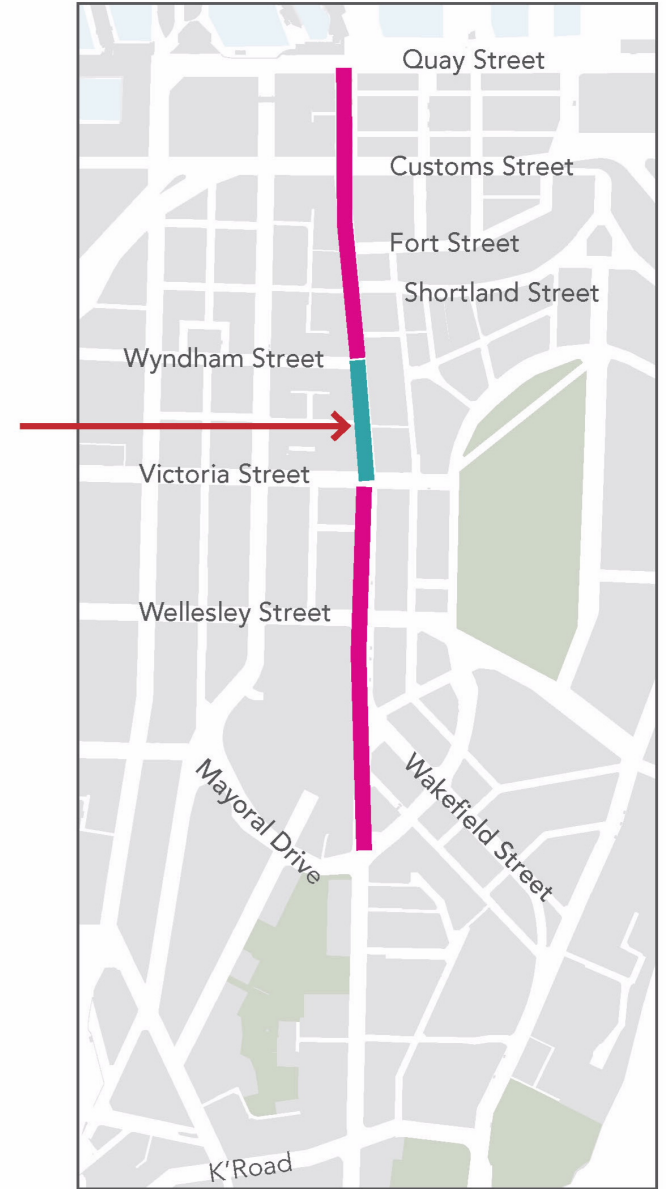 Quay Street
Customs Street
Fort Street
Shortland Street
Wyndham Street
Victoria Street
Wellesley Street
Mayoral Drive
Wakefield Street
K'Road